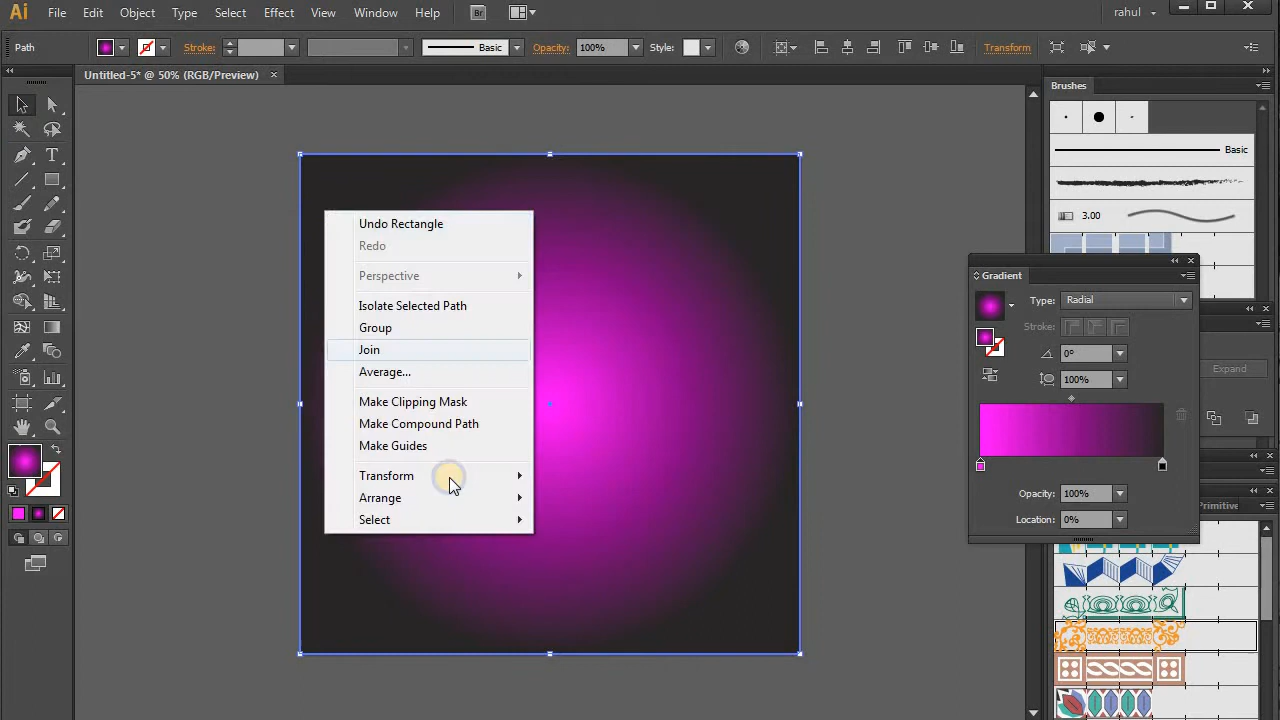 Ai File Edit Object Type Select Effect View Window Help Br rahul
Path Stroke: Basic Opacity: 100% Style: Transform
Untitled-5* @ 50% (RGB/Preview)
Brushes
Basic
3.00
Undo Rectangle
Redo
Perspective
Isolate Selected Path
Group
Join
Average...
Make Clipping Mask
Make Compound Path
Make Guides
Transform
Arrange
Select
Gradient
Type: Radial
Stroke:
0°
100%
Opacity: 100%
Location: 0%
Expand
Primitive